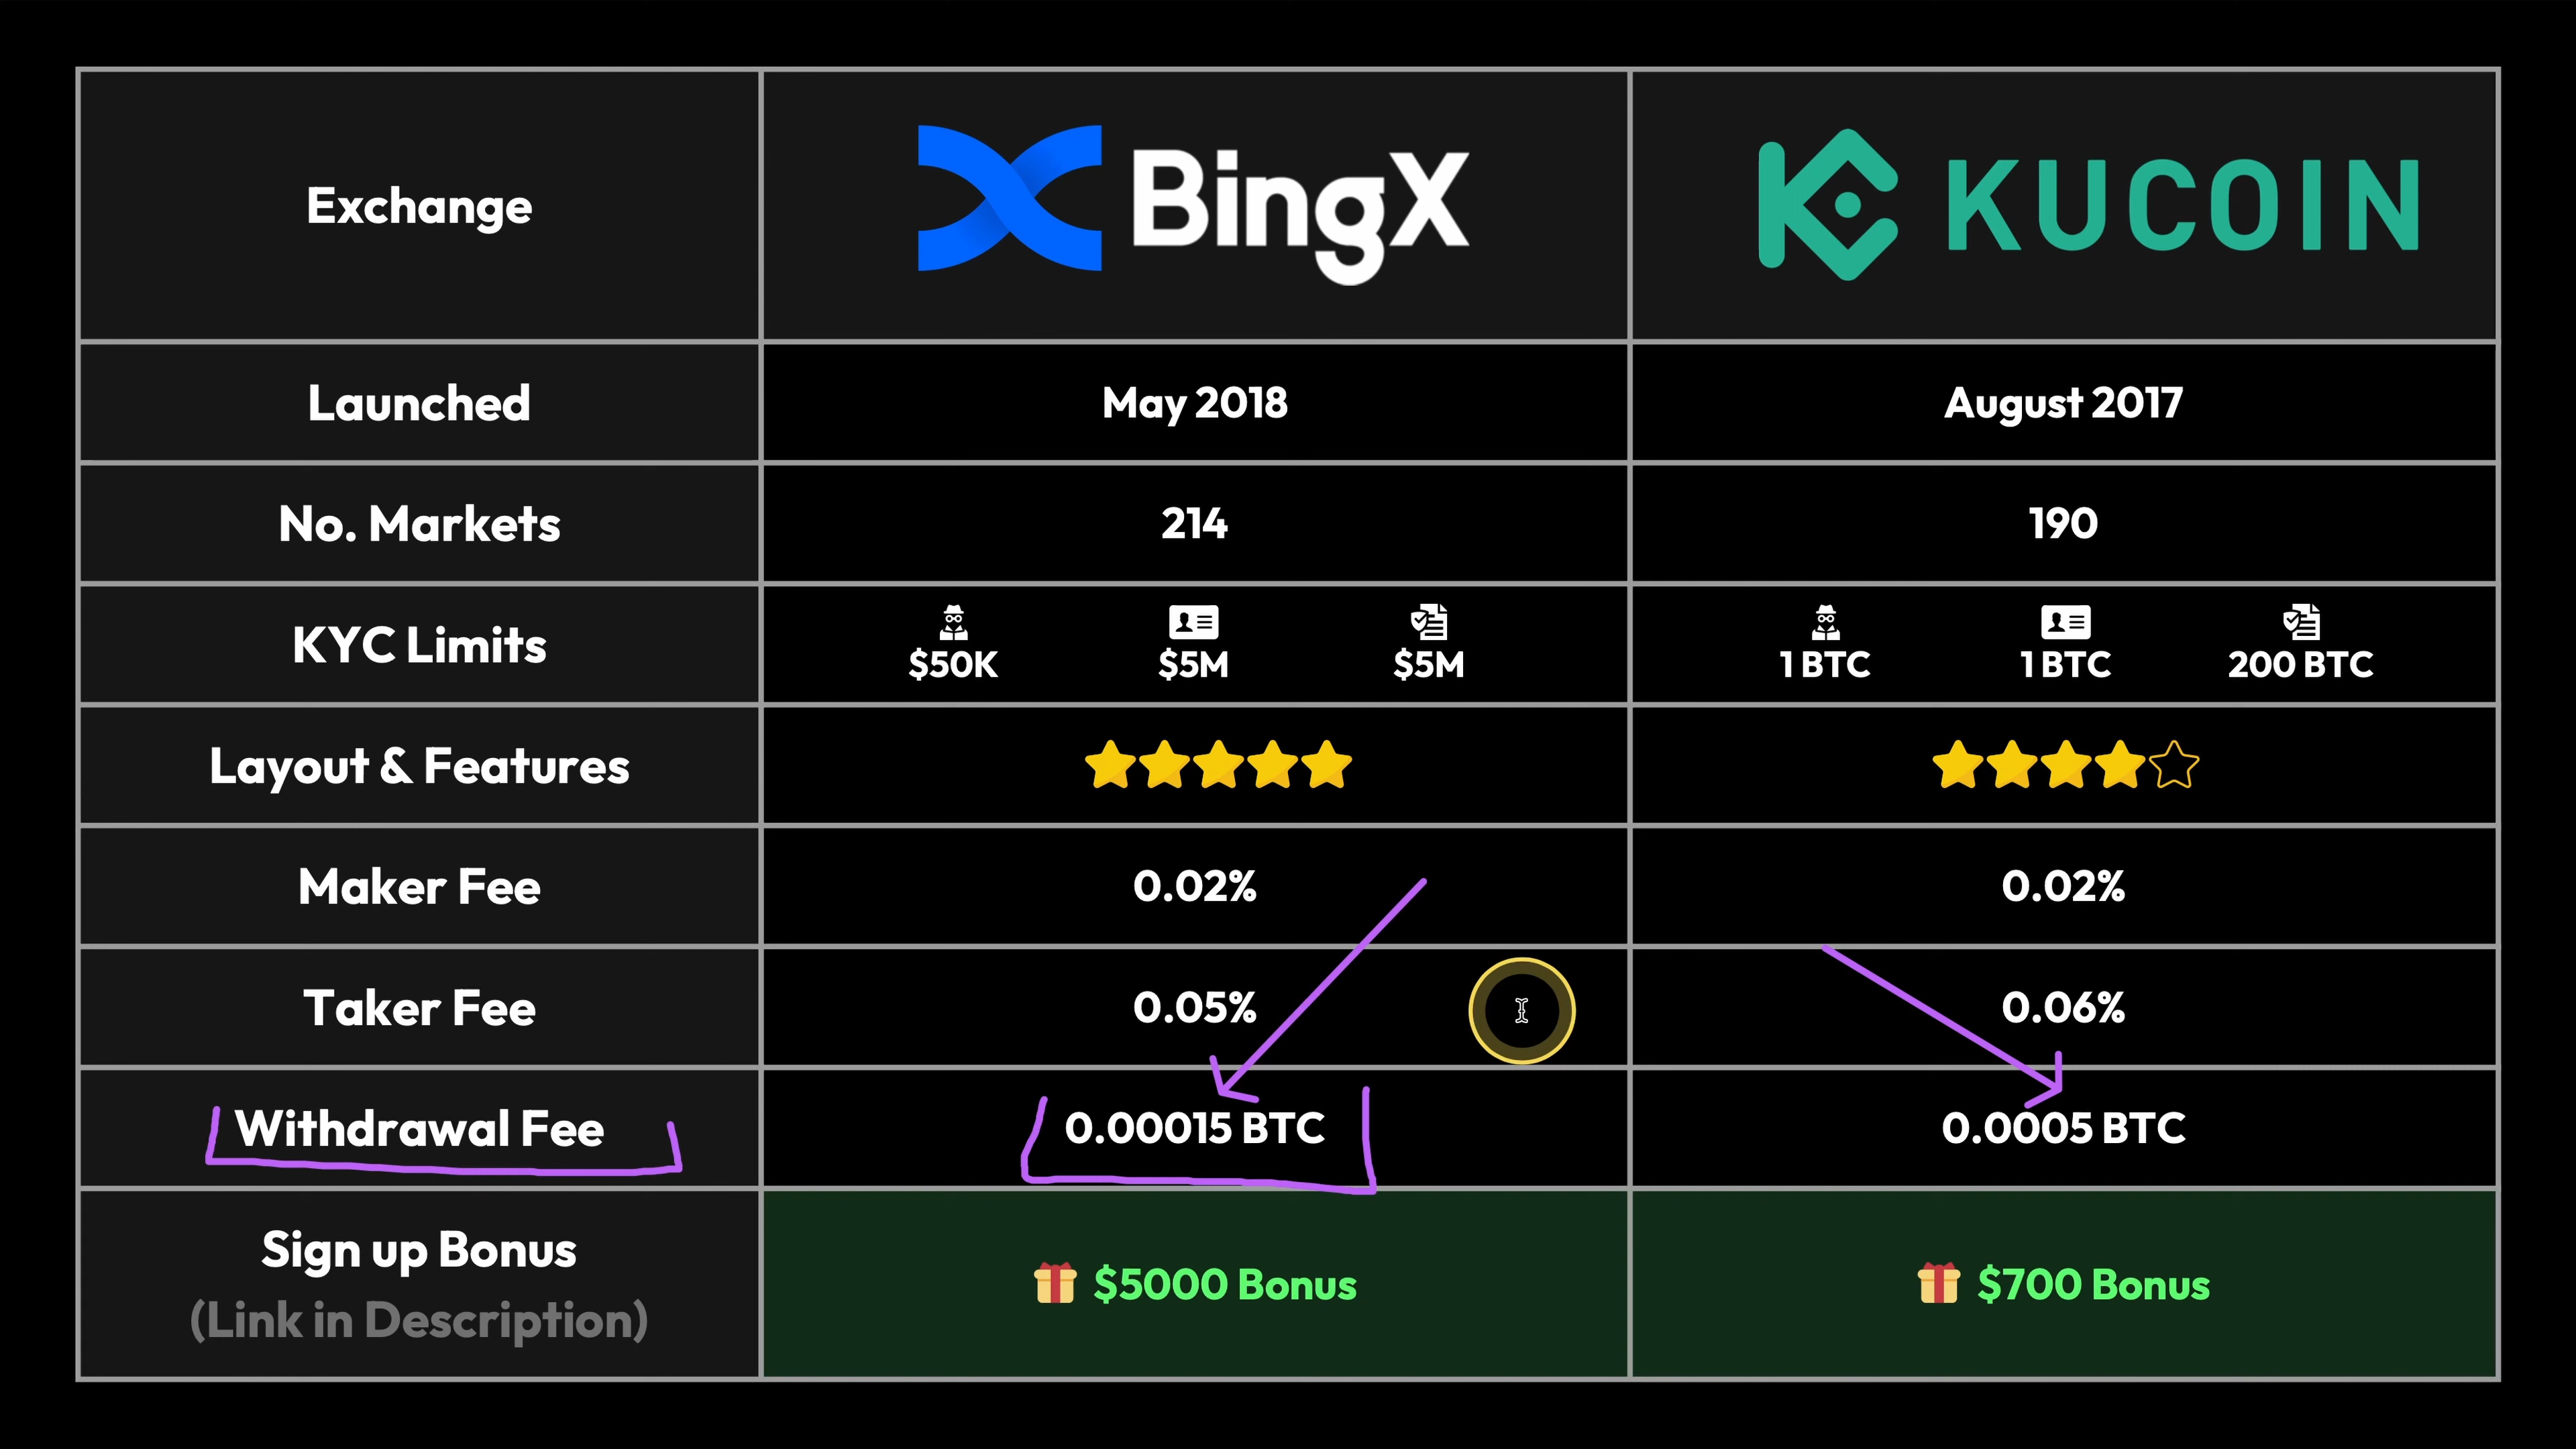 Exchange
BingX
KUCOIN
Launched
May 2018
August 2017
No. Markets
214
190
KYC Limits
$50K
$5M
$5M
1 BTC
1 BTC
200 BTC
Layout & Features
Maker Fee
0.02%
0.02%
Taker Fee
0.05%
0.06%
Withdrawal Fee
0.00015 BTC
0.0005 BTC
Sign up Bonus
(Link in Description)
$5000 Bonus
$700 Bonus